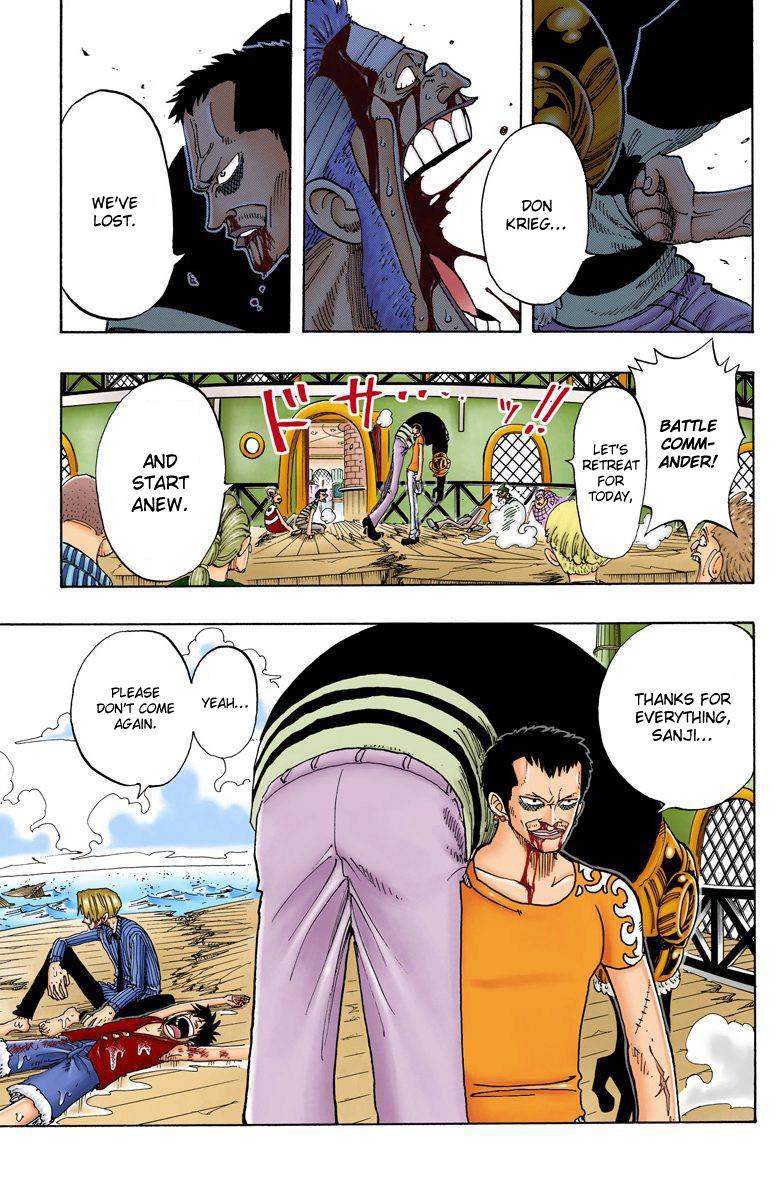 DON
KRIEG...
WE'VE
LOST.
BATTLE
COMM-
ANDER!
LET'S
RETREAT
FOR
TODAY,
ドサ......ッ!!
AND
START
ANEW.
THANKS FOR
EVERYTHING,
SANJI...
YEAH...
PLEASE
DON'T COME
AGAIN.